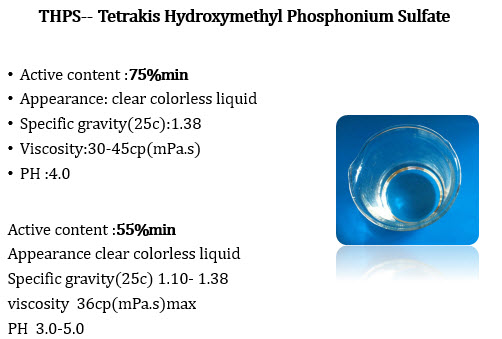 THPS-- Tetrakis Hydroxymethyl Phosphonium Sulfate
• Active content :75%min
• Appearance: clear colorless liquid
• Specific gravity(25c):1.38
• Viscosity:30-45cp(mPa.s)
• PH :4.0
Active content :55%min
Appearance clear colorless liquid
Specific gravity(25c) 1.10- 1.38
viscosity  36cp(mPa.s)max
PH  3.0-5.0